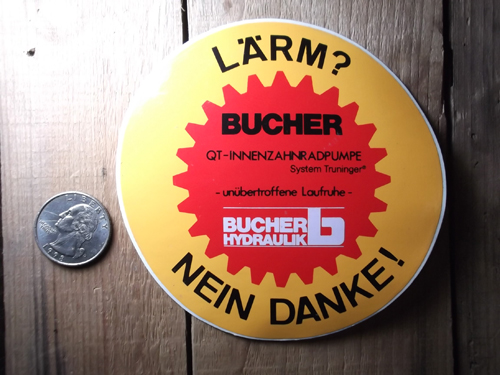 LÄRM?
BUCHER
QT-INNENZAHNRADPUMPE
System Truninger®
- unübertroffene Laufruhe -
BUCHER
HYDRAULIK
NEIN DANKE!